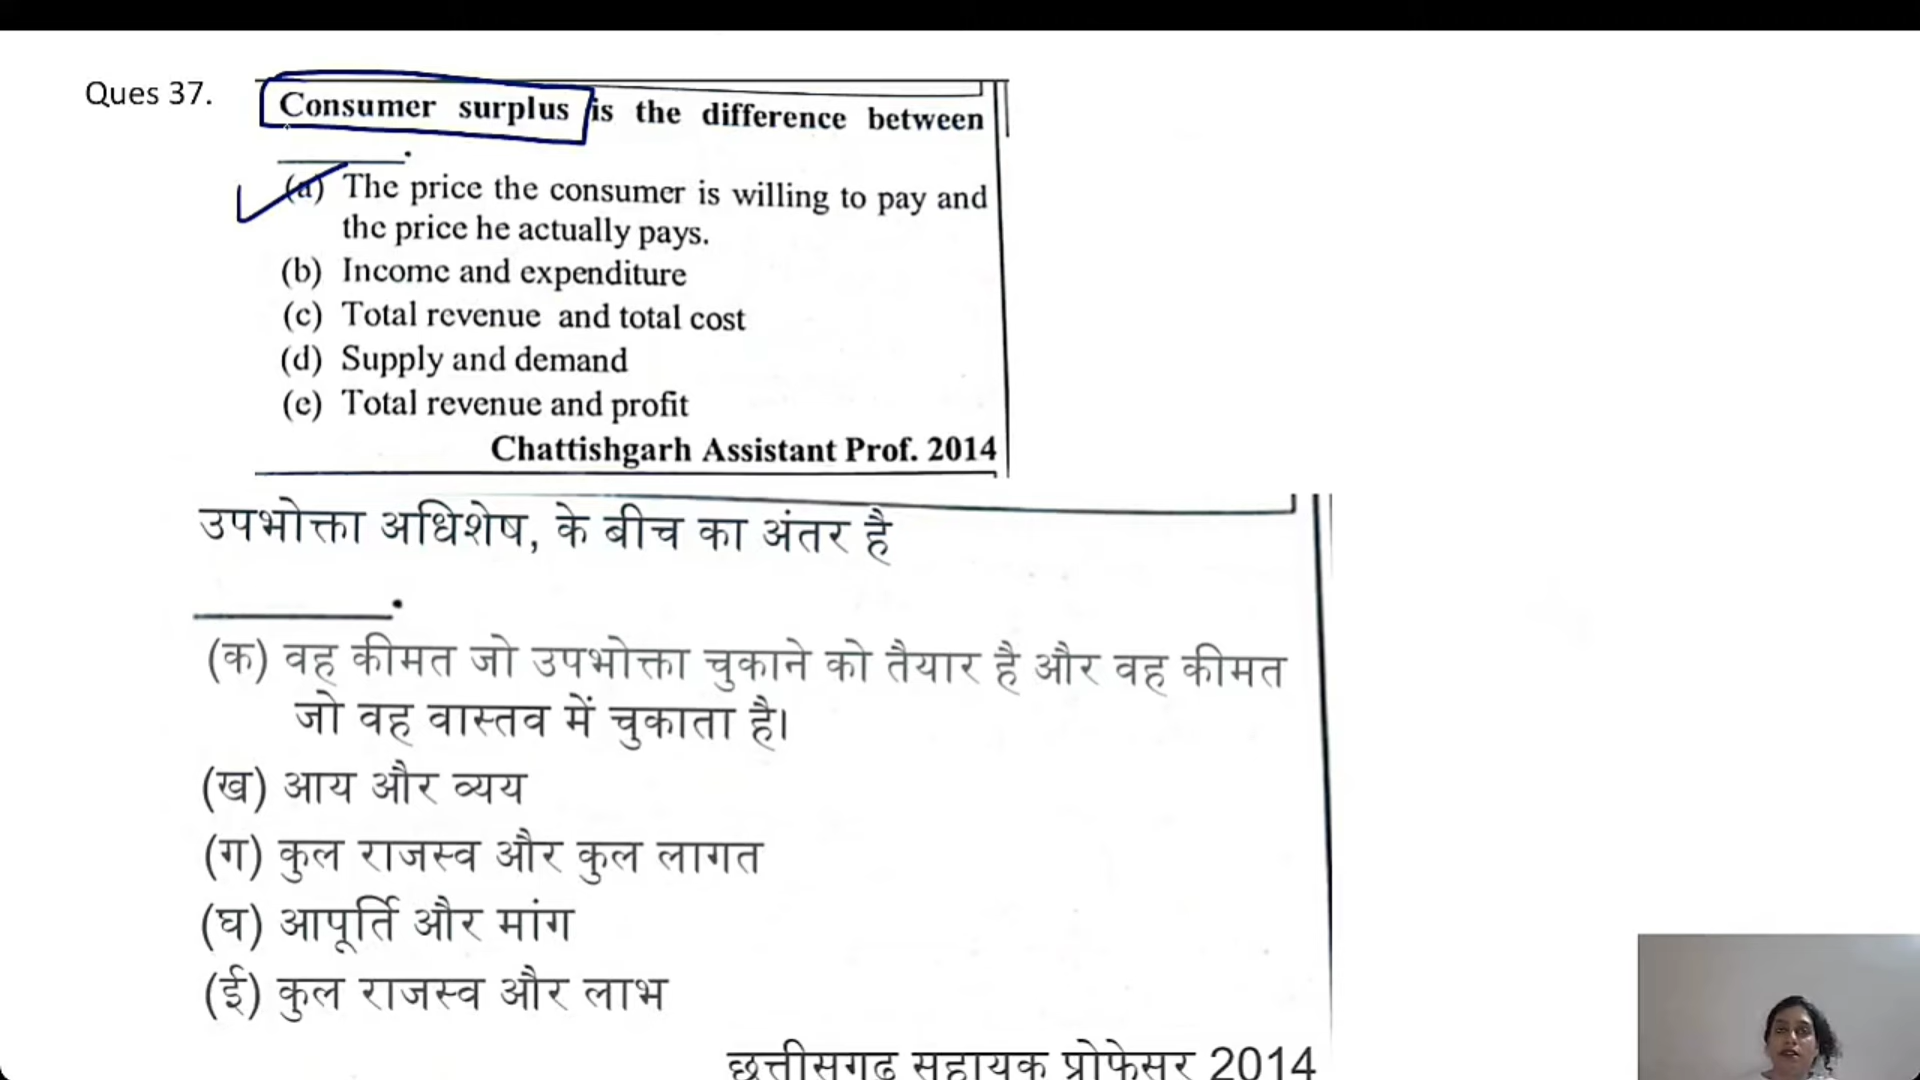 Ques 37.
Consumer surplus is the difference between
________.
(a) The price the consumer is willing to pay and
the price he actually pays.
(b) Income and expenditure
(c) Total revenue and total cost
(d) Supply and demand
(e) Total revenue and profit
Chattishgarh Assistant Prof. 2014
उपभोक्ता अधिशेष, के बीच का अंतर है
________.
(क) वह कीमत जो उपभोक्ता चुकाने को तैयार है और वह कीमत
जो वह वास्तव में चुकाता है।
(ख) आय और व्यय
(ग) कुल राजस्व और कुल लागत
(घ) आपूर्ति और मांग
(ई) कुल राजस्व और लाभ
छत्तीसगढ़ सहायक प्रोफेसर 2014